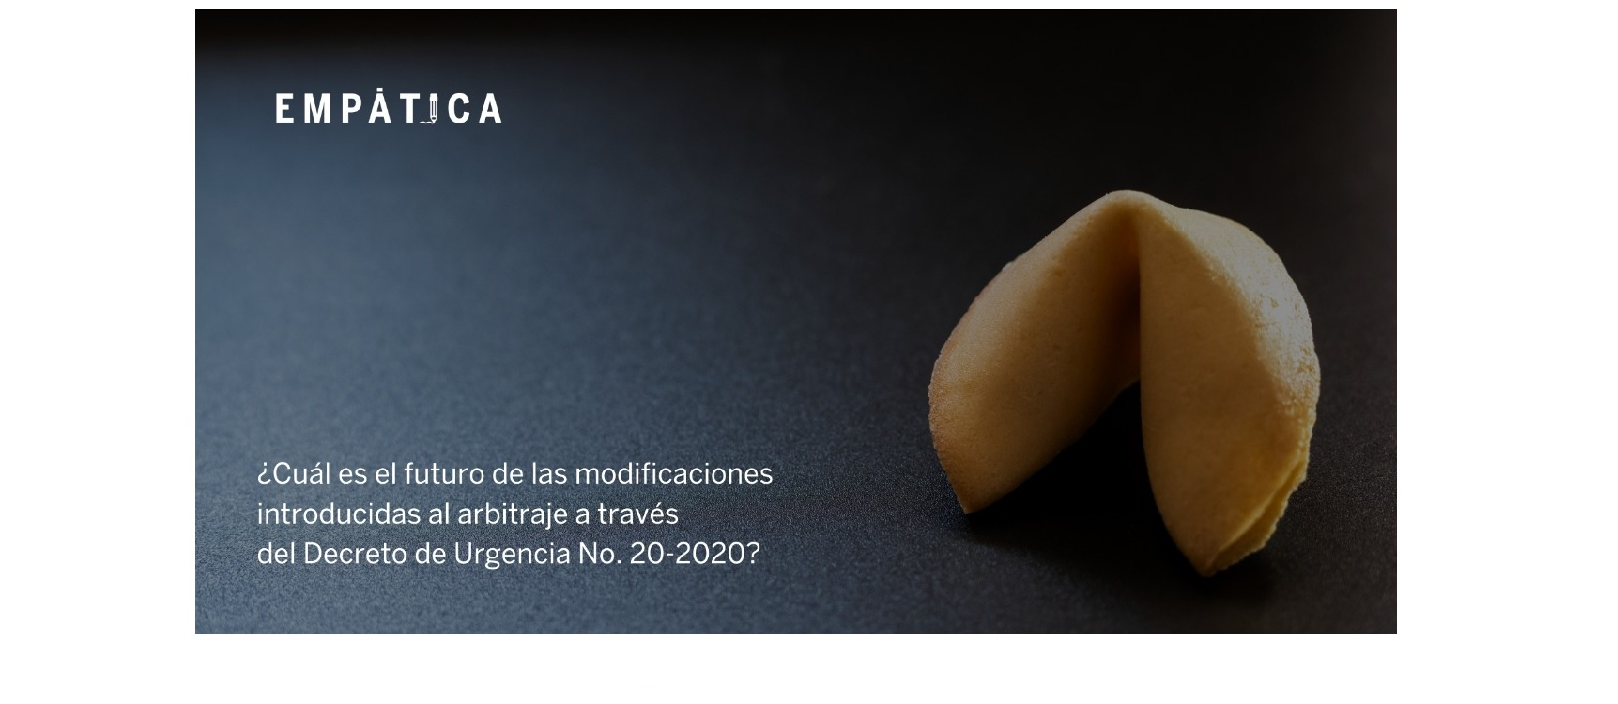 EMPÁTICA
¿Cuál es el futuro de las modificaciones
introducidas al arbitraje a través
del Decreto de Urgencia No. 20-2020?